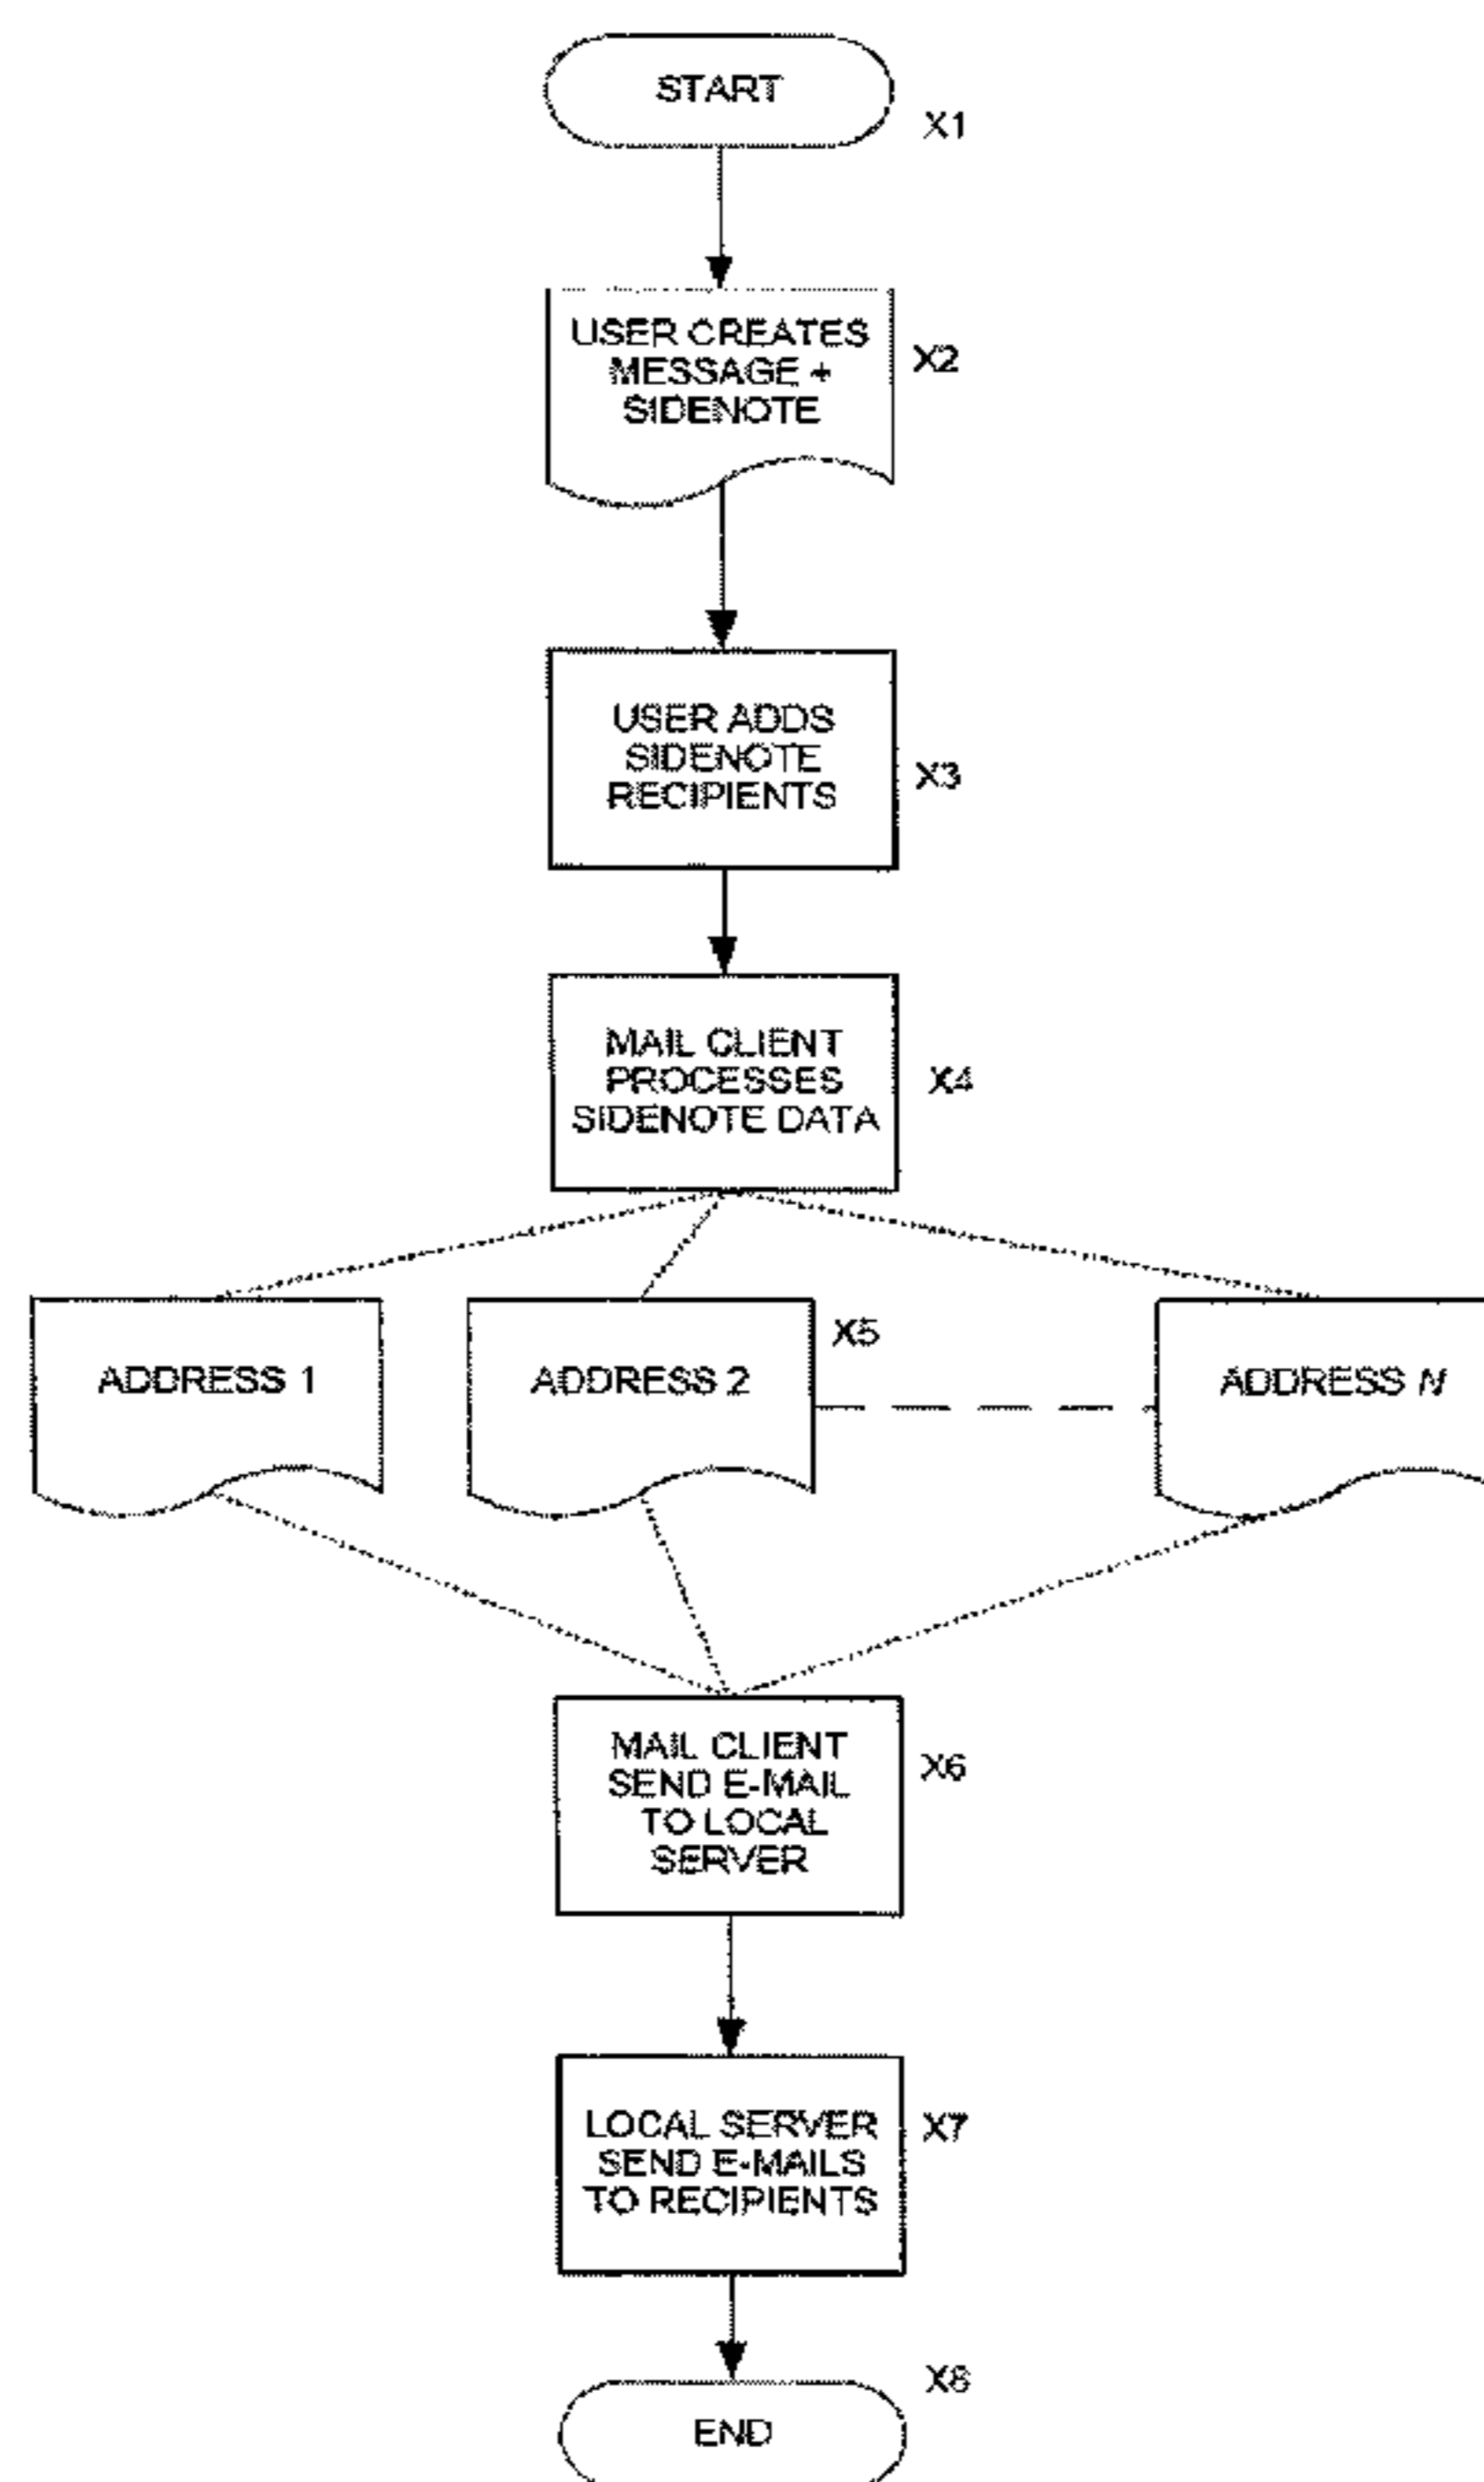 START
X1
USER CREATES
MESSAGE +
SIDENOTE
X2
USER ADDS
SIDENOTE
RECIPIENTS
X3
MAIL CLIENT
PROCESSES
SIDENOTE DATA
X4
ADDRESS 1
ADDRESS 2
X5
ADDRESS N
MAIL CLIENT
SEND E-MAIL
TO LOCAL
SERVER
X6
LOCAL SERVER
SEND E-MAILS
TO RECIPIENTS
X7
X8
END